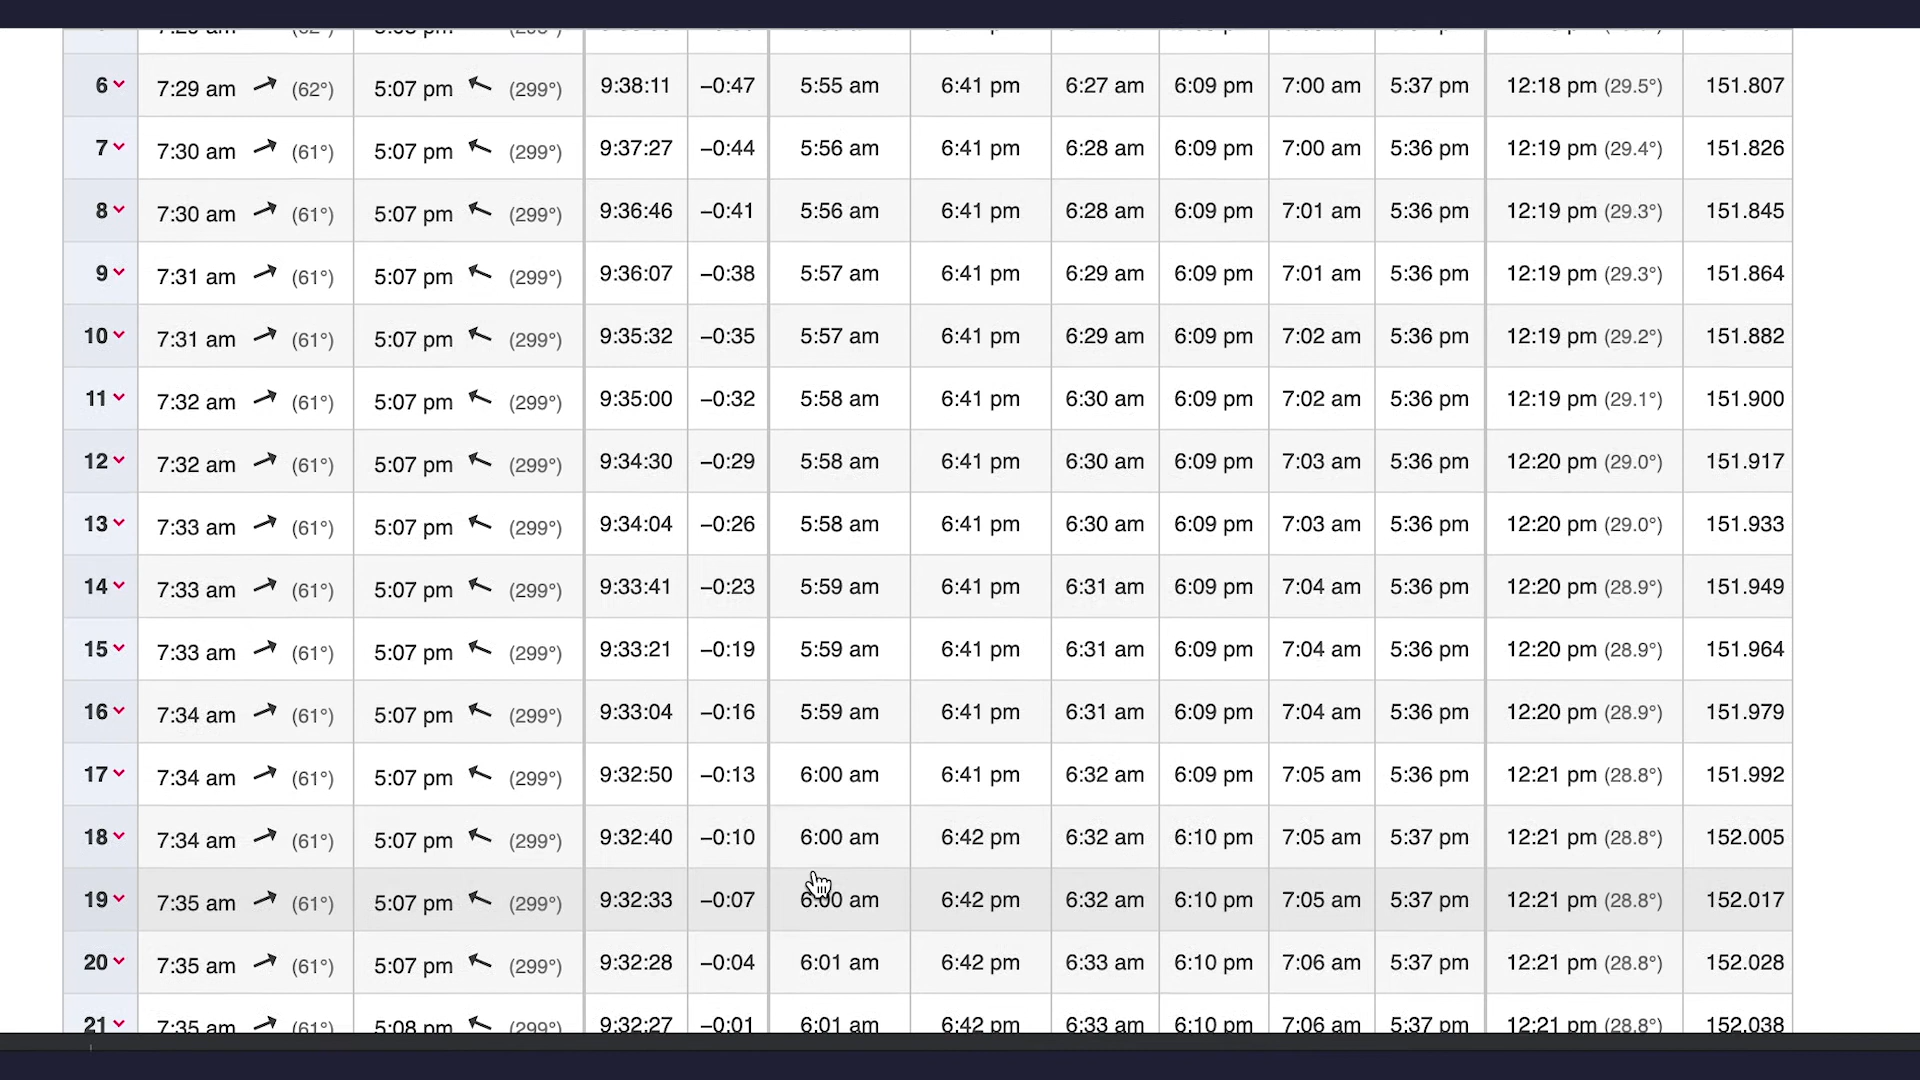 6 7:29 am (62°) 5:07 pm (299°) 9:38:11 −0:47 5:55 am 6:41 pm 6:27 am 6:09 pm 7:00 am 5:37 pm 12:18 pm (29.5°) 151.807
7 7:30 am (61°) 5:07 pm (299°) 9:37:27 −0:44 5:56 am 6:41 pm 6:28 am 6:09 pm 7:00 am 5:36 pm 12:19 pm (29.4°) 151.826
8 7:30 am (61°) 5:07 pm (299°) 9:36:46 −0:41 5:56 am 6:41 pm 6:28 am 6:09 pm 7:01 am 5:36 pm 12:19 pm (29.3°) 151.845
9 7:31 am (61°) 5:07 pm (299°) 9:36:07 −0:38 5:57 am 6:41 pm 6:29 am 6:09 pm 7:01 am 5:36 pm 12:19 pm (29.3°) 151.864
10 7:31 am (61°) 5:07 pm (299°) 9:35:32 −0:35 5:57 am 6:41 pm 6:29 am 6:09 pm 7:02 am 5:36 pm 12:19 pm (29.2°) 151.882
11 7:32 am (61°) 5:07 pm (299°) 9:35:00 −0:32 5:58 am 6:41 pm 6:30 am 6:09 pm 7:02 am 5:36 pm 12:19 pm (29.1°) 151.900
12 7:32 am (61°) 5:07 pm (299°) 9:34:30 −0:29 5:58 am 6:41 pm 6:30 am 6:09 pm 7:03 am 5:36 pm 12:20 pm (29.0°) 151.917
13 7:33 am (61°) 5:07 pm (299°) 9:34:04 −0:26 5:58 am 6:41 pm 6:30 am 6:09 pm 7:03 am 5:36 pm 12:20 pm (29.0°) 151.933
14 7:33 am (61°) 5:07 pm (299°) 9:33:41 −0:23 5:59 am 6:41 pm 6:31 am 6:09 pm 7:04 am 5:36 pm 12:20 pm (28.9°) 151.949
15 7:33 am (61°) 5:07 pm (299°) 9:33:21 −0:19 5:59 am 6:41 pm 6:31 am 6:09 pm 7:04 am 5:36 pm 12:20 pm (28.9°) 151.964
16 7:34 am (61°) 5:07 pm (299°) 9:33:04 −0:16 5:59 am 6:41 pm 6:31 am 6:09 pm 7:04 am 5:36 pm 12:20 pm (28.9°) 151.979
17 7:34 am (61°) 5:07 pm (299°) 9:32:50 −0:13 6:00 am 6:41 pm 6:32 am 6:09 pm 7:05 am 5:36 pm 12:21 pm (28.8°) 151.992
18 7:34 am (61°) 5:07 pm (299°) 9:32:40 −0:10 6:00 am 6:42 pm 6:32 am 6:10 pm 7:05 am 5:37 pm 12:21 pm (28.8°) 152.005
19 7:35 am (61°) 5:07 pm (299°) 9:32:33 −0:07 6:00 am 6:42 pm 6:32 am 6:10 pm 7:05 am 5:37 pm 12:21 pm (28.8°) 152.017
20 7:35 am (61°) 5:07 pm (299°) 9:32:28 −0:04 6:01 am 6:42 pm 6:33 am 6:10 pm 7:06 am 5:37 pm 12:21 pm (28.8°) 152.028
21 7:35 am (61°) 5:08 pm (299°) 9:32:27 −0:01 6:01 am 6:42 pm 6:33 am 6:10 pm 7:06 am 5:37 pm 12:21 pm (28.8°) 152.038